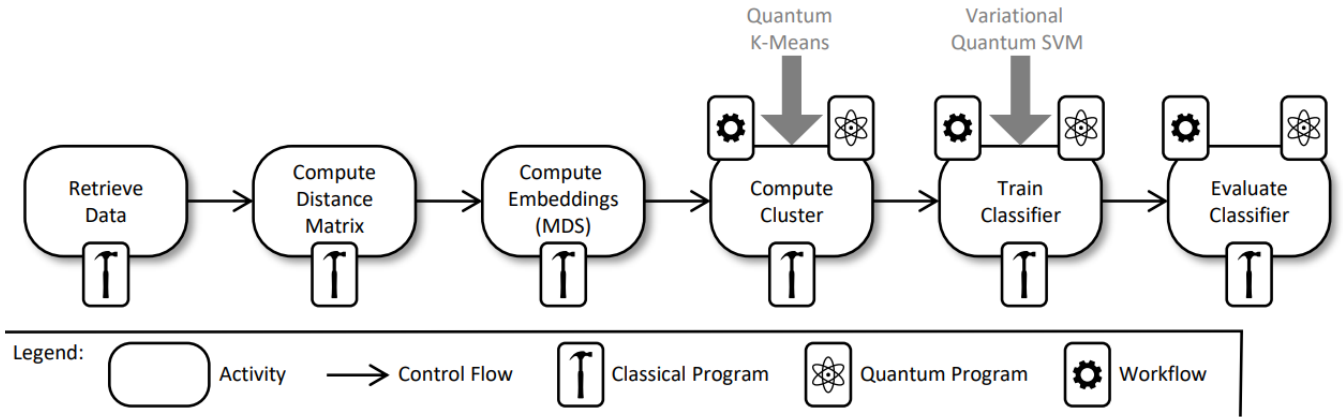 Quantum
K-Means
Variational
Quantum SVM
Retrieve
Data
Compute
Distance
Matrix
Compute
Embeddings
(MDS)
Compute
Cluster
Train
Classifier
Evaluate
Classifier
Legend:
Activity
Control Flow
Classical Program
Quantum Program
Workflow